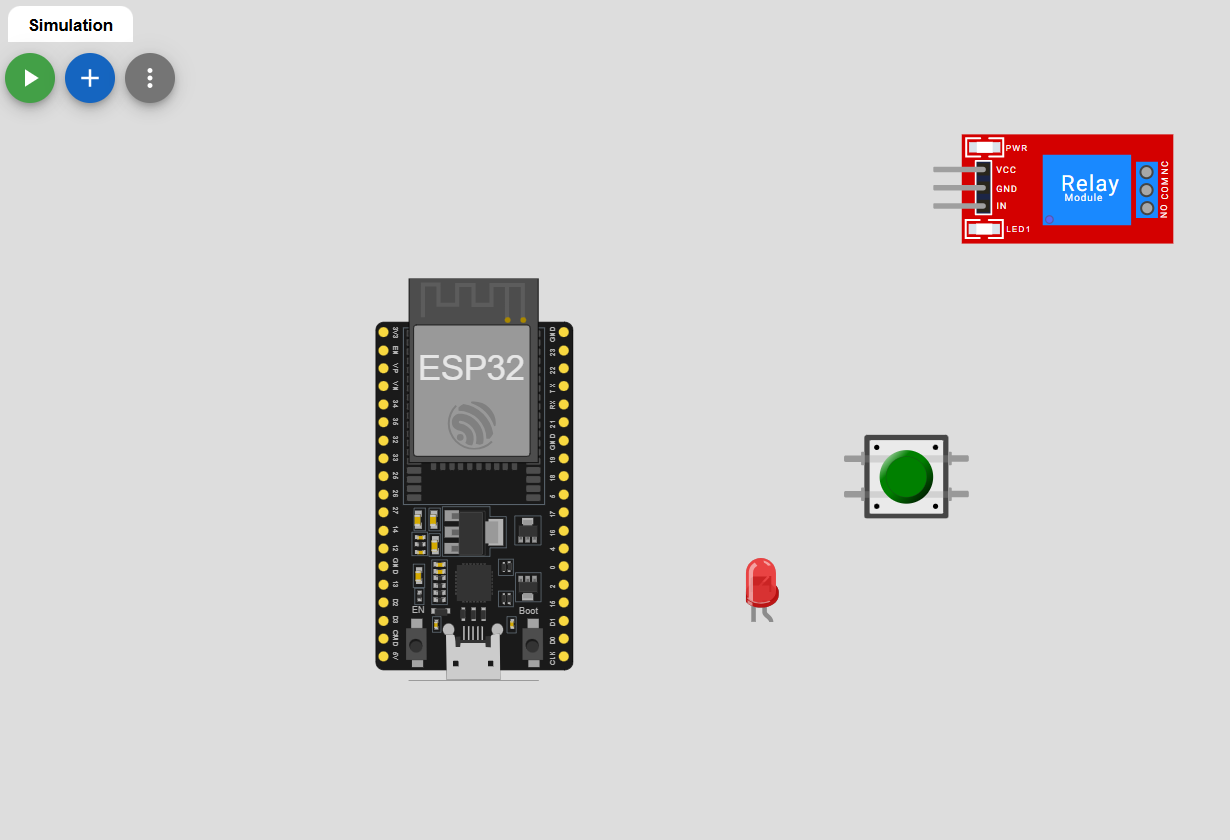 Simulation
PWR
VCC
GND
IN
LED1
Relay
Module
NO COM NC
ESP32
3V3
EN
VP
VN
34
35
32
33
25
26
27
14
12
GND
13
D2
D3
CMD
5V
GND
23
22
TX
RX
21
GND
19
18
5
17
16
4
0
2
15
D1
D0
CLK
EN
Boot